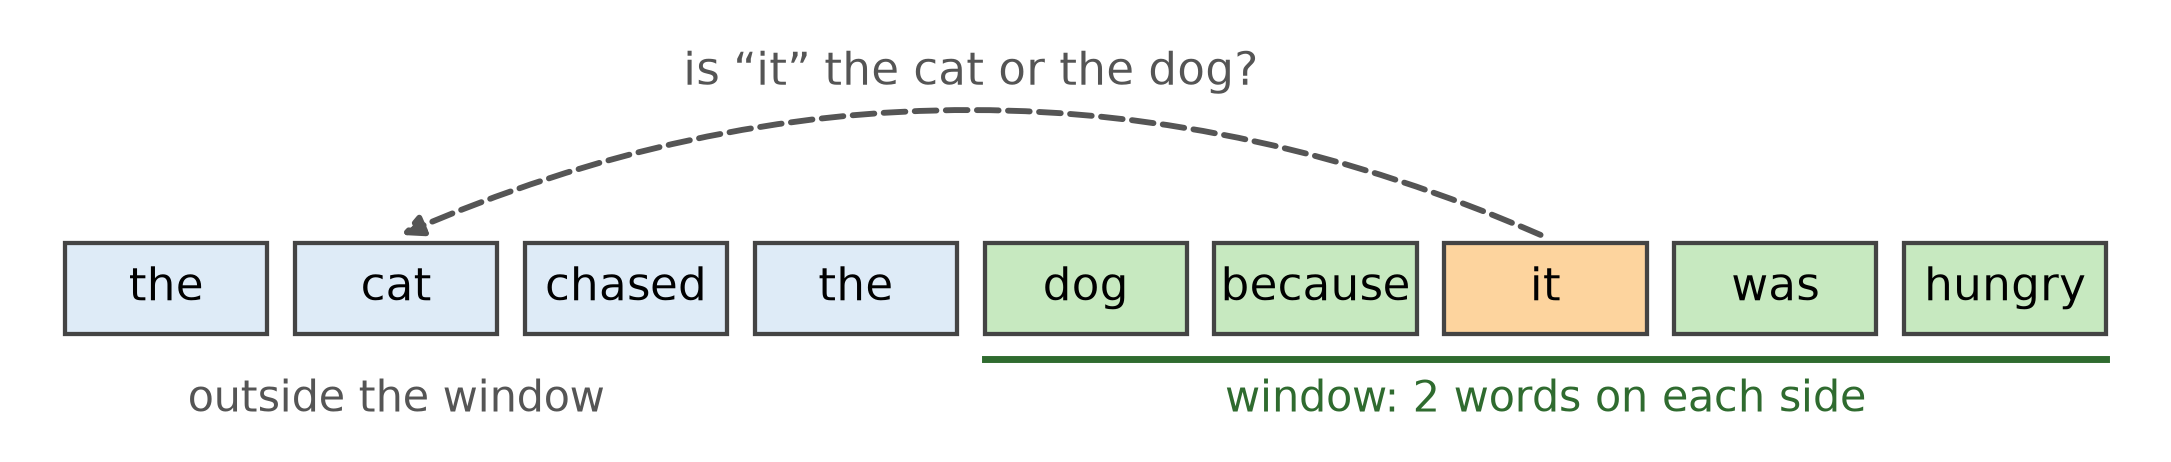 is “it” the cat or the dog?
the cat chased the dog because it was hungry
outside the window
window: 2 words on each side